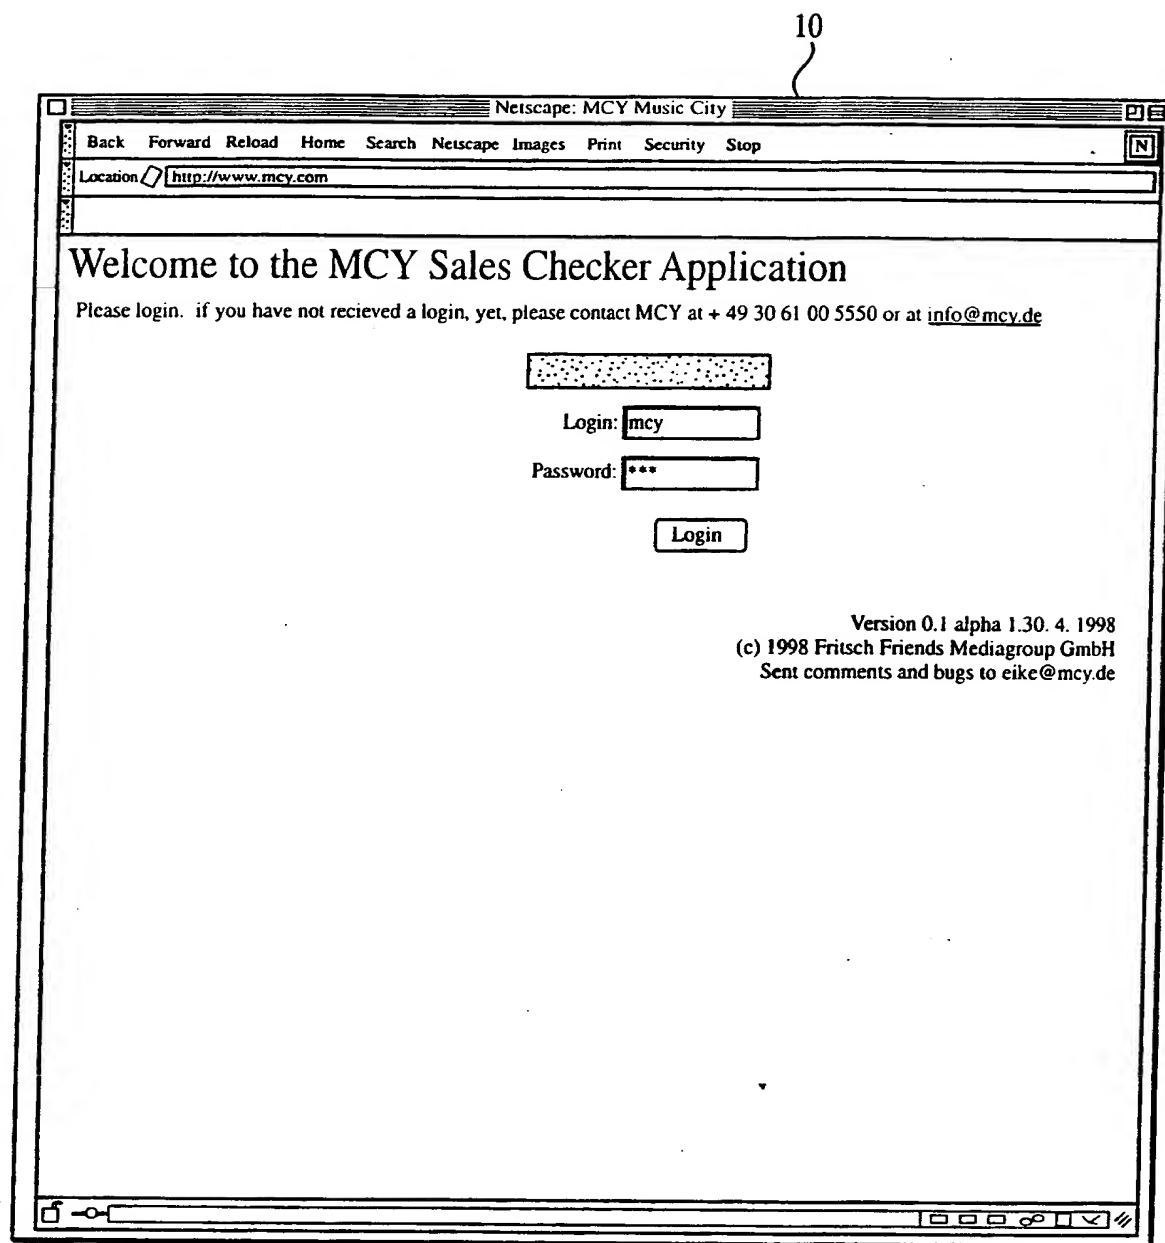 10
Netscape: MCY Music City
Back Forward Reload Home Search Netscape Images Print Security Stop
N
Location http://www.mcy.com
Welcome to the MCY Sales Checker Application
Please login. if you have not recieved a login, yet, please contact MCY at + 49 30 61 00 5550 or at info@mcy.de
Login: mcy
Password: ***
Login
Version 0.1 alpha 1.30. 4. 1998
(c) 1998 Fritsch Friends Mediagroup GmbH
Sent comments and bugs to eike@mcy.de